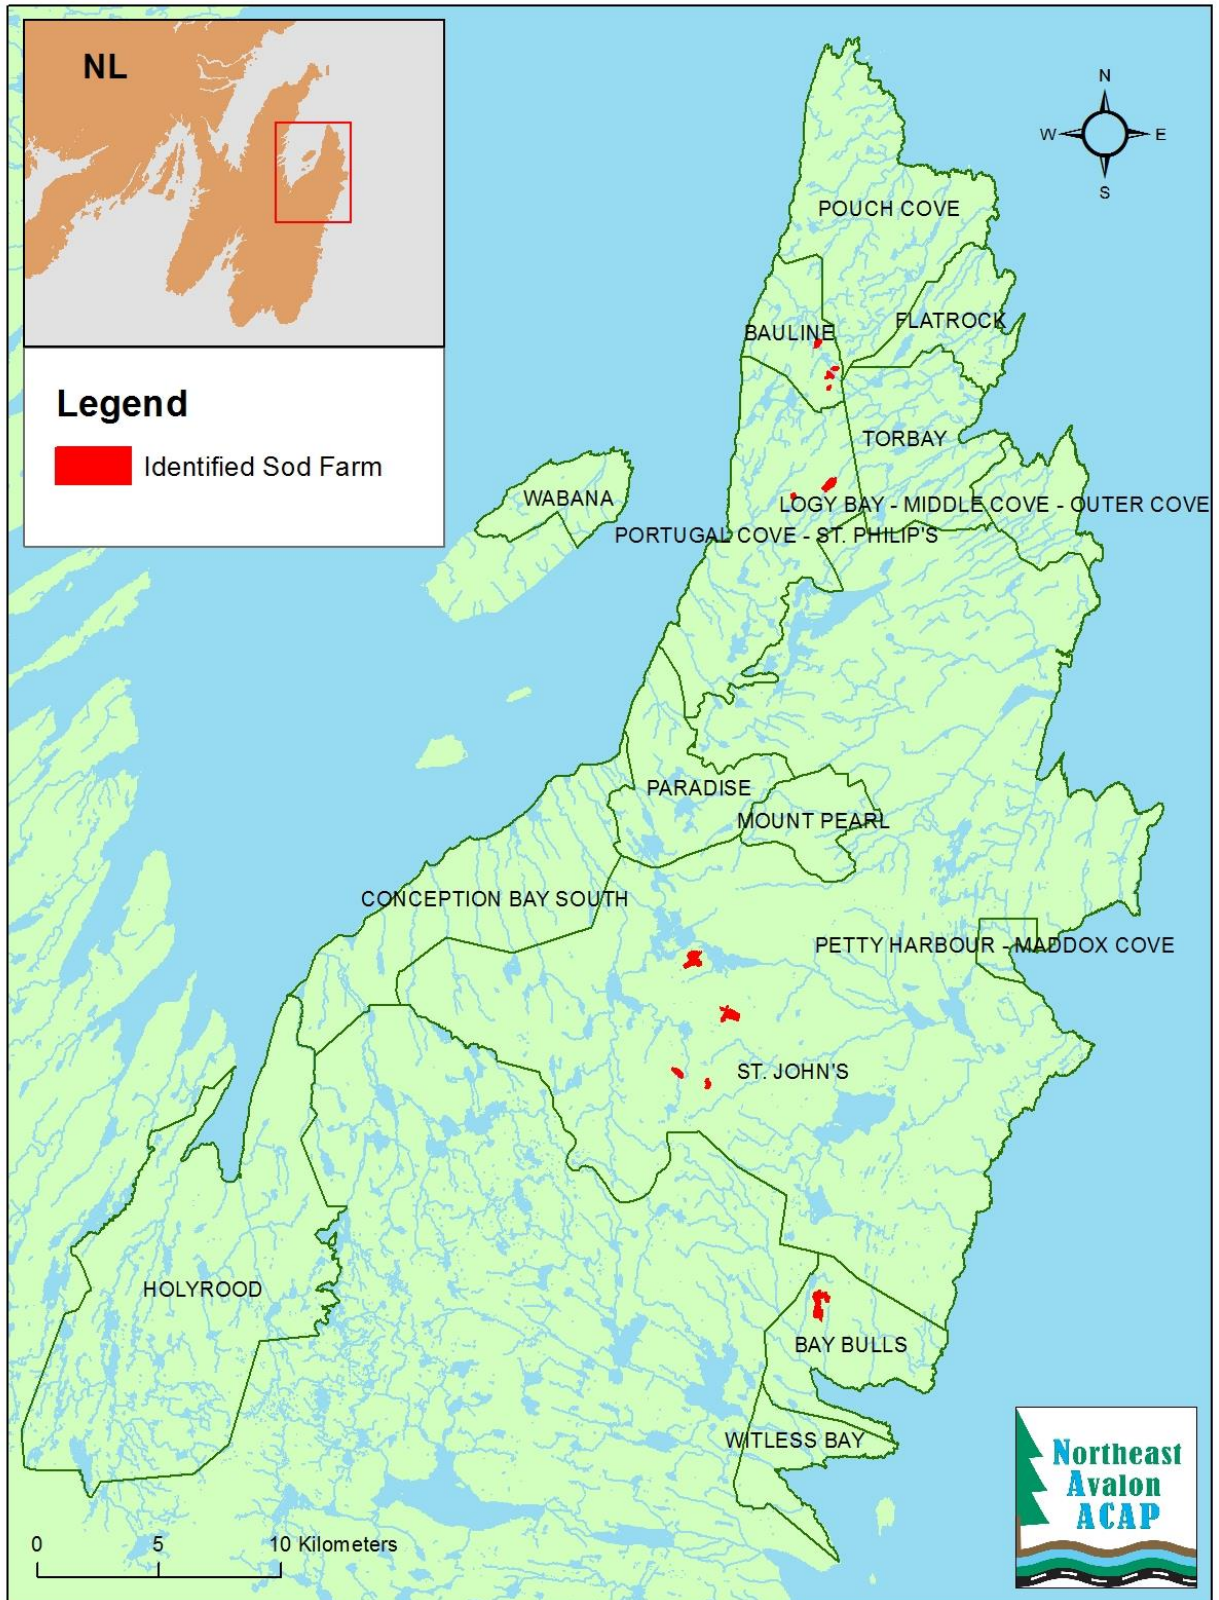 NL
Legend
Identified Sod Farm
N
W
E
S
POUCH COVE
FLATROCK
BAULINE
TORBAY
WABANA
LOGY BAY - MIDDLE COVE - OUTER COVE
PORTUGAL COVE - ST. PHILIP'S
PARADISE
MOUNT PEARL
CONCEPTION BAY SOUTH
PETTY HARBOUR - MADDOX COVE
ST. JOHN'S
HOLYROOD
BAY BULLS
WITLESS BAY
0 5 10 Kilometers
Northeast
Avalon
ACAP